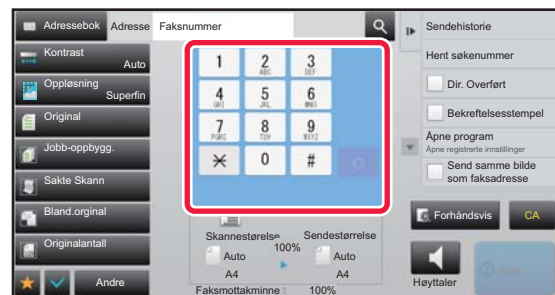 Adressebok
Adresse
Faksnummer
Sendehistorie
Kontrast
Auto
Oppløsning
Superfin
Original
Jobb-oppbygg.
Sakte Skann
Bland.orginal
Originalantall
Andre
1
2
ABC
3
DEF
4
GHI
5
JKL
6
MNO
7
PQRS
8
TUV
9
WXYZ
0
#
C
Hent søkenummer
Dir. Overført
Bekreftelsesstempel
Åpne program
Åpne registrerte innstillinger
Send samme bilde
som faksadresse
Forhåndsvis
CA
Skannestørelse
Sendestørrelse
100%
Auto
A4
Auto
A4
Faksmottakminne :
100%
Høyttaler
Start